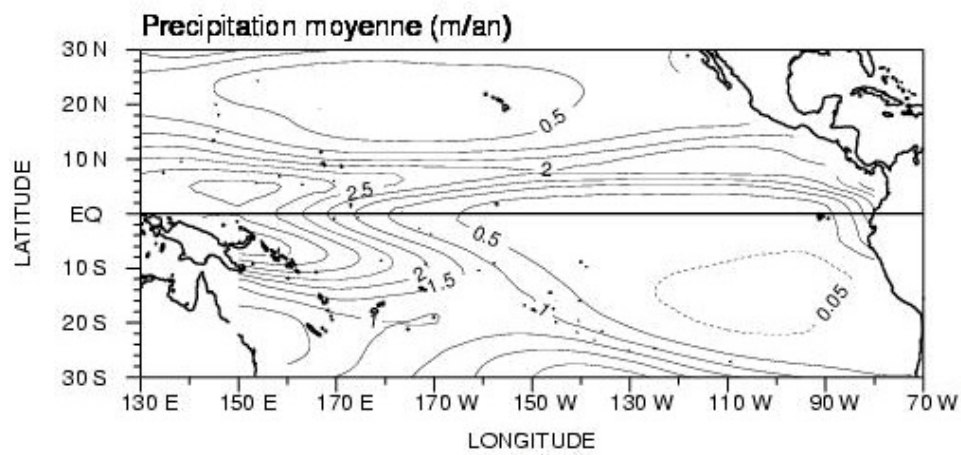 Precipitation moyenne (m/an)
30 N
20 N
10 N
EQ
10 S
20 S
30 S
LATITUDE
0.5
2
2.5
0.5
2
1.5
1
0.05
130 E 150 E 170 E 170 W 150 W 130 W 110 W 90 W 70 W
LONGITUDE